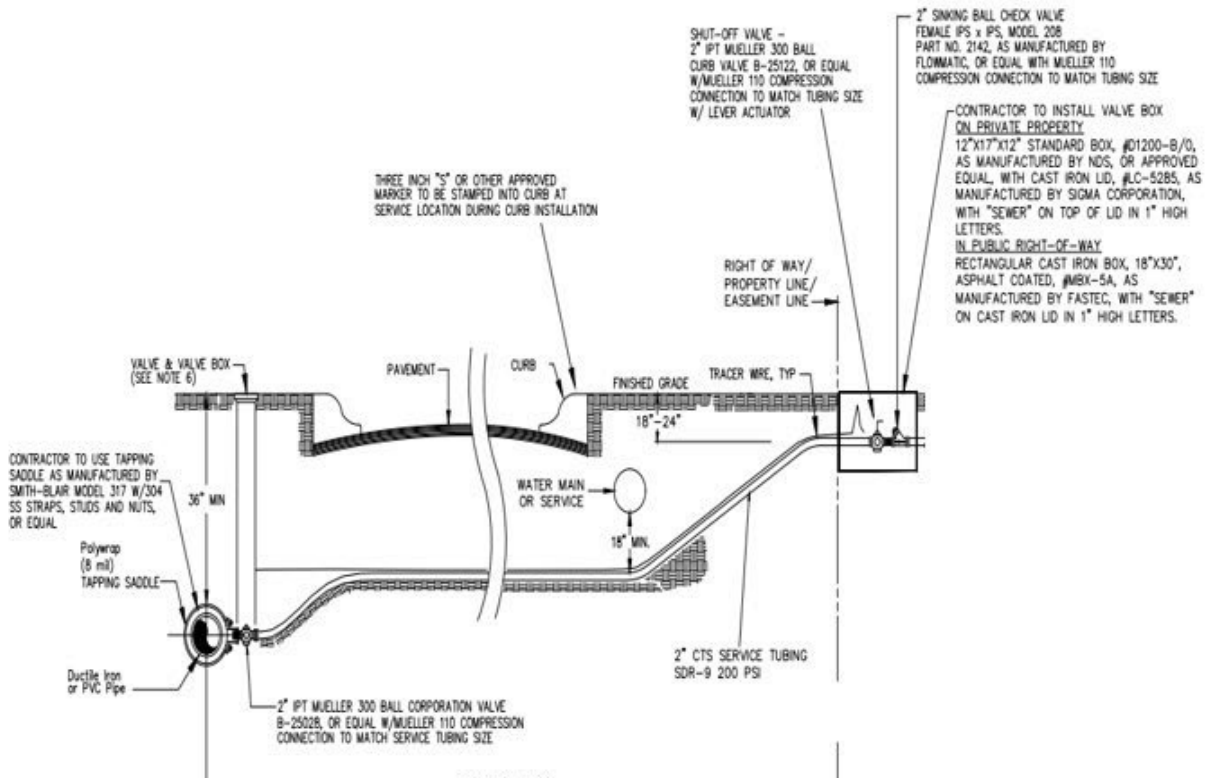 2" SINKING BALL CHECK VALVE
FEMALE IPS x IPS, MODEL 208
PART NO. 2142, AS MANUFACTURED BY
FLOWMATIC, OR EQUAL WITH MUELLER 110
COMPRESSION CONNECTION TO MATCH TUBING SIZE
SHUT-OFF VALVE -
2" IPT MUELLER 300 BALL
CURB VALVE B-25122, OR EQUAL
W/MUELLER 110 COMPRESSION
CONNECTION TO MATCH TUBING SIZE
W/ LEVER ACTUATOR
CONTRACTOR TO INSTALL VALVE BOX
ON PRIVATE PROPERTY
12"X17"X12" STANDARD BOX, #D1200-B/O,
AS MANUFACTURED BY NDS, OR APPROVED
EQUAL, WITH CAST IRON LID, #LC-5285, AS
MANUFACTURED BY SIGMA CORPORATION,
WITH "SEWER" ON TOP OF LID IN 1" HIGH
LETTERS.
IN PUBLIC RIGHT-OF-WAY
RECTANGULAR CAST IRON BOX, 18"X30",
ASPHALT COATED, #MBX-5A, AS
MANUFACTURED BY FASTEC, WITH "SEWER"
ON CAST IRON LID IN 1" HIGH LETTERS.
THREE INCH "S" OR OTHER APPROVED
MARKER TO BE STAMPED INTO CURB AT
SERVICE LOCATION DURING CURB INSTALLATION
RIGHT OF WAY/
PROPERTY LINE/
EASEMENT LINE
VALVE & VALVE BOX
(SEE NOTE 6)
PAVEMENT
CURB
FINISHED GRADE
TRACER WIRE, TYP
18"-24"
CONTRACTOR TO USE TAPPING
SADDLE AS MANUFACTURED BY
SMITH-BLAIR MODEL 317 W/304
SS STRAPS, STUDS AND NUTS,
OR EQUAL
36" MIN
WATER MAIN
OR SERVICE
18" MIN.
Polywrap
(8 mil)
TAPPING SADDLE
Ductile Iron
or PVC Pipe
2" CTS SERVICE TUBING
SDR-9 200 PSI
2" IPT MUELLER 300 BALL CORPORATION VALVE
B-25028, OR EQUAL W/MUELLER 110 COMPRESSION
CONNECTION TO MATCH SERVICE TUBING SIZE